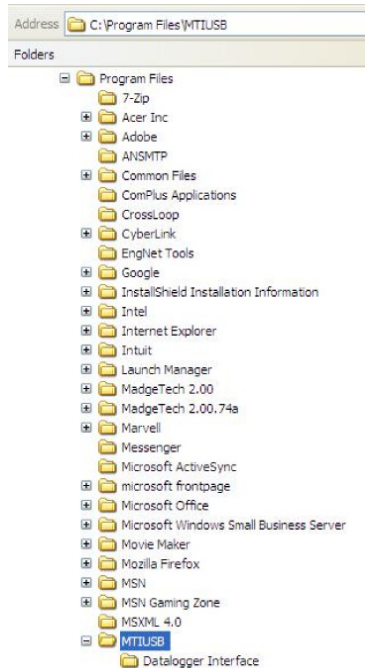 Address C:\Program Files\MTIUSB
Folders
Program Files
7-Zip
Acer Inc
Adobe
ANSMTP
Common Files
ComPlus Applications
CrossLoop
CyberLink
EngNet Tools
Google
InstallShield Installation Information
Intel
Internet Explorer
Intuit
Launch Manager
MadgeTech 2.00
MadgeTech 2.00.74a
Marvell
Messenger
Microsoft ActiveSync
microsoft frontpage
Microsoft Office
Microsoft Windows Small Business Server
Movie Maker
Mozilla Firefox
MSN
MSN Gaming Zone
MSXML 4.0
MTIUSB
Datalogger Interface